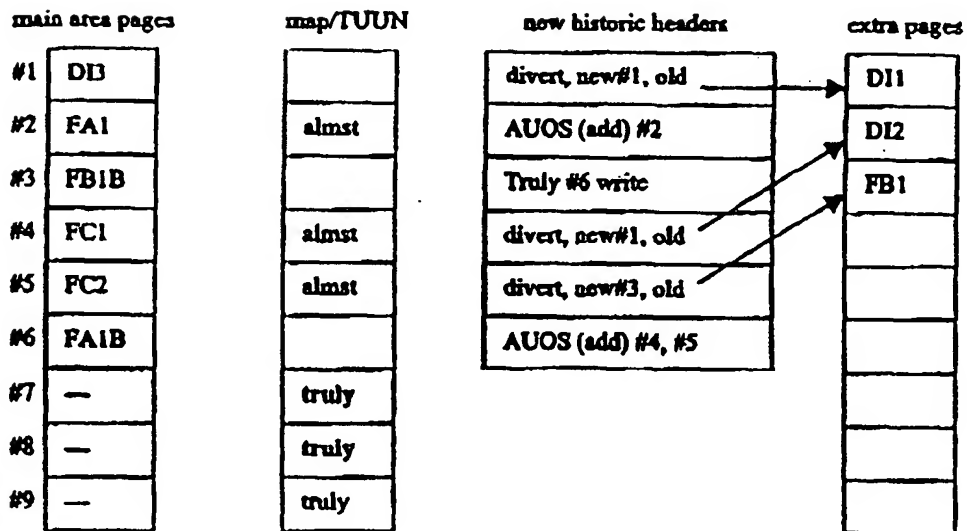 main area pages map/TUUN now historic headers extra pages
#1 DI3 divert, new#1, old DI1
#2 FA1 almst AUOS (add) #2 DI2
#3 FB1B Truly #6 write FB1
#4 FC1 almst divert, new#1, old
#5 FC2 almst divert, new#3, old
#6 FA1B AUOS (add) #4, #5
#7 — truly
#8 — truly
#9 — truly